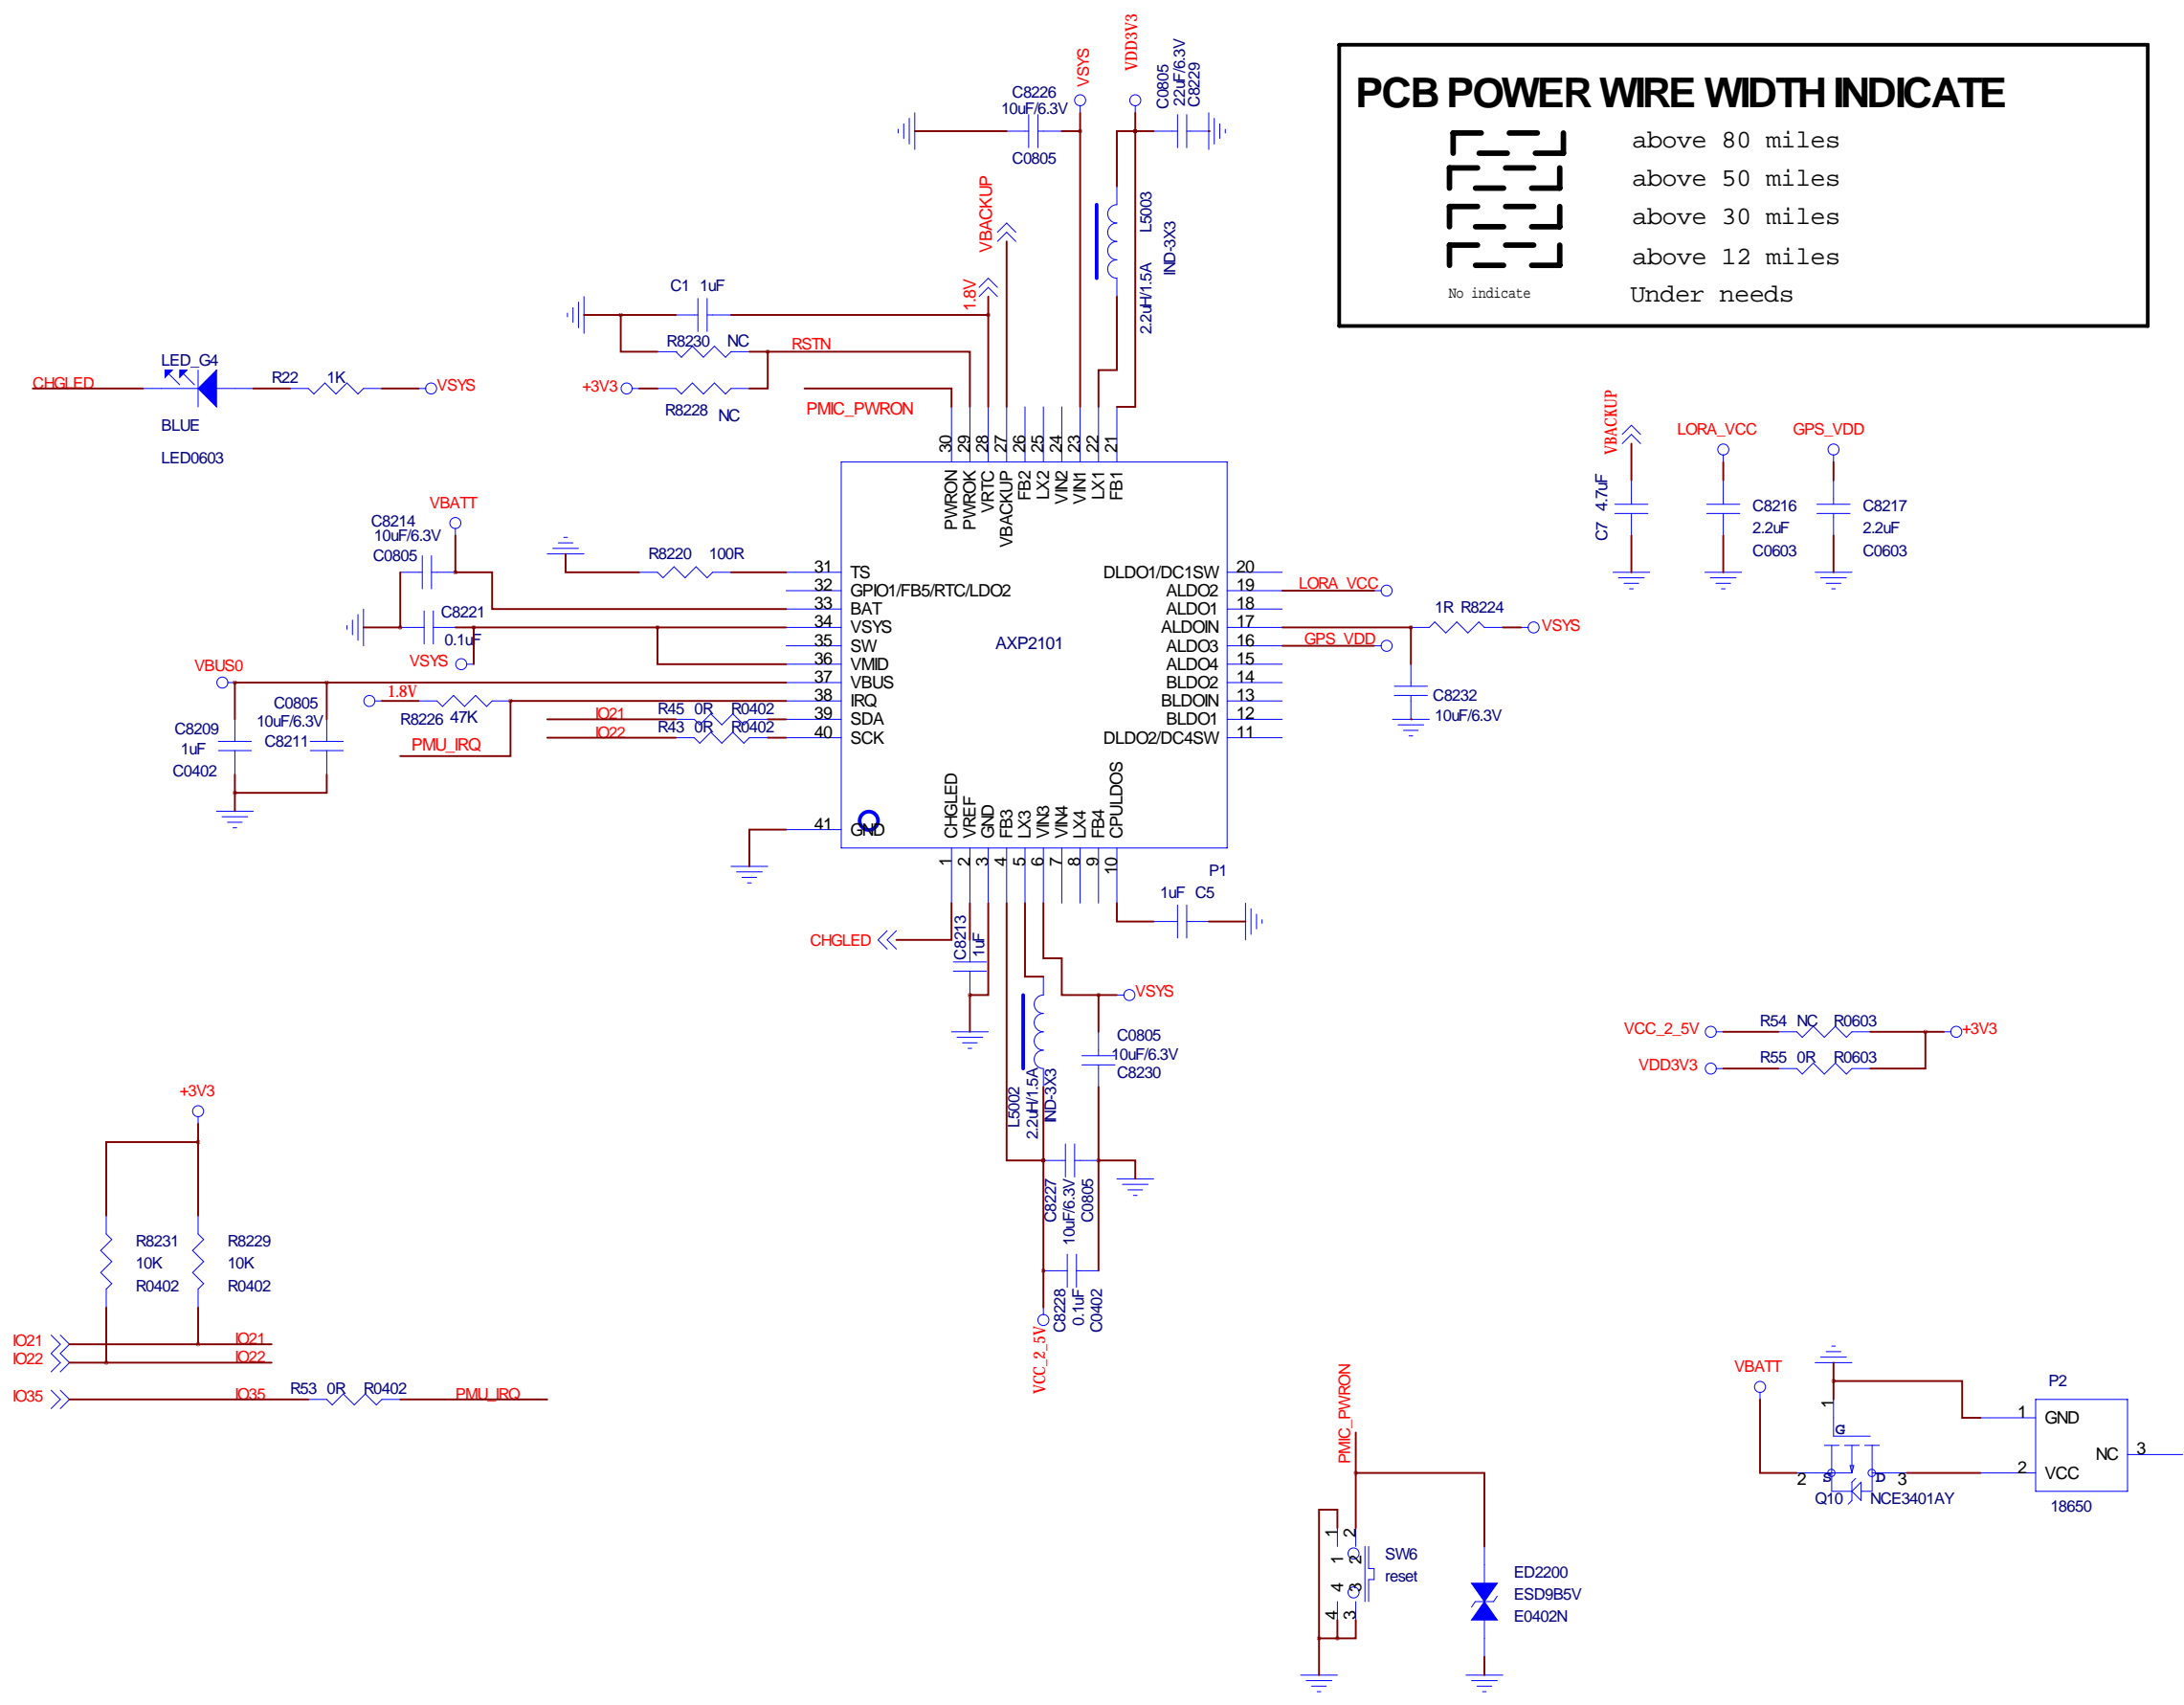 PCB POWER WIRE WIDTH INDICATE
above 80 miles
above 50 miles
above 30 miles
above 12 miles
No indicate
Under needs
VSYS
VDD3V3
C8226
10uF/6.3V
C0805
C0805
22uF/6.3V
C8229
VBACKUP
1.8V
L5003
IND-3X3
2.2uH/1.5A
C1 1uF
R8230 NC
RSTN
+3V3
R8228 NC
PMIC_PWRON
CHGLED
LED_G4
BLUE
LED0603
R22 1K
VSYS
30 29 28 27 26 25 24 23 22 21
PWRON
PWROK
VRTC
VBACKUP
FB2
LX2
VIN2
VIN1
LX1
FB1
AXP2101
VBATT
C8214
10uF/6.3V
C0805
C8221
0.1uF
VSYS
R8220 100R
VBUS0
C8209
1uF
C0402
C0805
10uF/6.3V
C8211
1.8V
R8226 47K
PMU_IRQ
IO21
R45 0R R0402
IO22
R43 0R R0402
31 TS
32 GPIO1/FB5/RTC/LDO2
33 BAT
34 VSYS
35 SW
36 VMID
37 VBUS
38 IRQ
39 SDA
40 SCK
41 GND
DLDO1/DC1SW 20
ALDO2 19
ALDO1 18
ALDOIN 17
ALDO3 16
ALDO4 15
BLDO2 14
BLDOIN 13
BLDO1 12
DLDO2/DC4SW 11
LORA_VCC
1R R8224
VSYS
GPS_VDD
C8232
10uF/6.3V
VBACKUP
C7 4.7uF
LORA_VCC
C8216
2.2uF
C0603
GPS_VDD
C8217
2.2uF
C0603
CHGLED
VREF
GND
FB3
LX3
VIN3
VIN4
LX4
FB4
CPULDOS
1 2 3 4 5 6 7 8 9 10
P1
1uF C5
CHGLED
C8213
1uF
VSYS
C0805
10uF/6.3V
C8230
L5002
2.2uH/1.5A
IND-3X3
C8227
10uF/6.3V
C0805
C8228
0.1uF
C0402
VCC_2_5V
VCC_2_5V
R54 NC R0603
+3V3
VDD3V3
R55 0R R0603
+3V3
R8231
10K
R0402
R8229
10K
R0402
IO21 IO21
IO22 IO22
IO35 IO35
R53 0R R0402
PMU_IRQ
PMIC_PWRON
1 2
1 2
4 3
4 3
SW6
reset
ED2200
ESD9B5V
E0402N
VBATT
1
G
2 S D 3
Q10 NCE3401AY
P2
1 GND
NC 3
2 VCC
18650